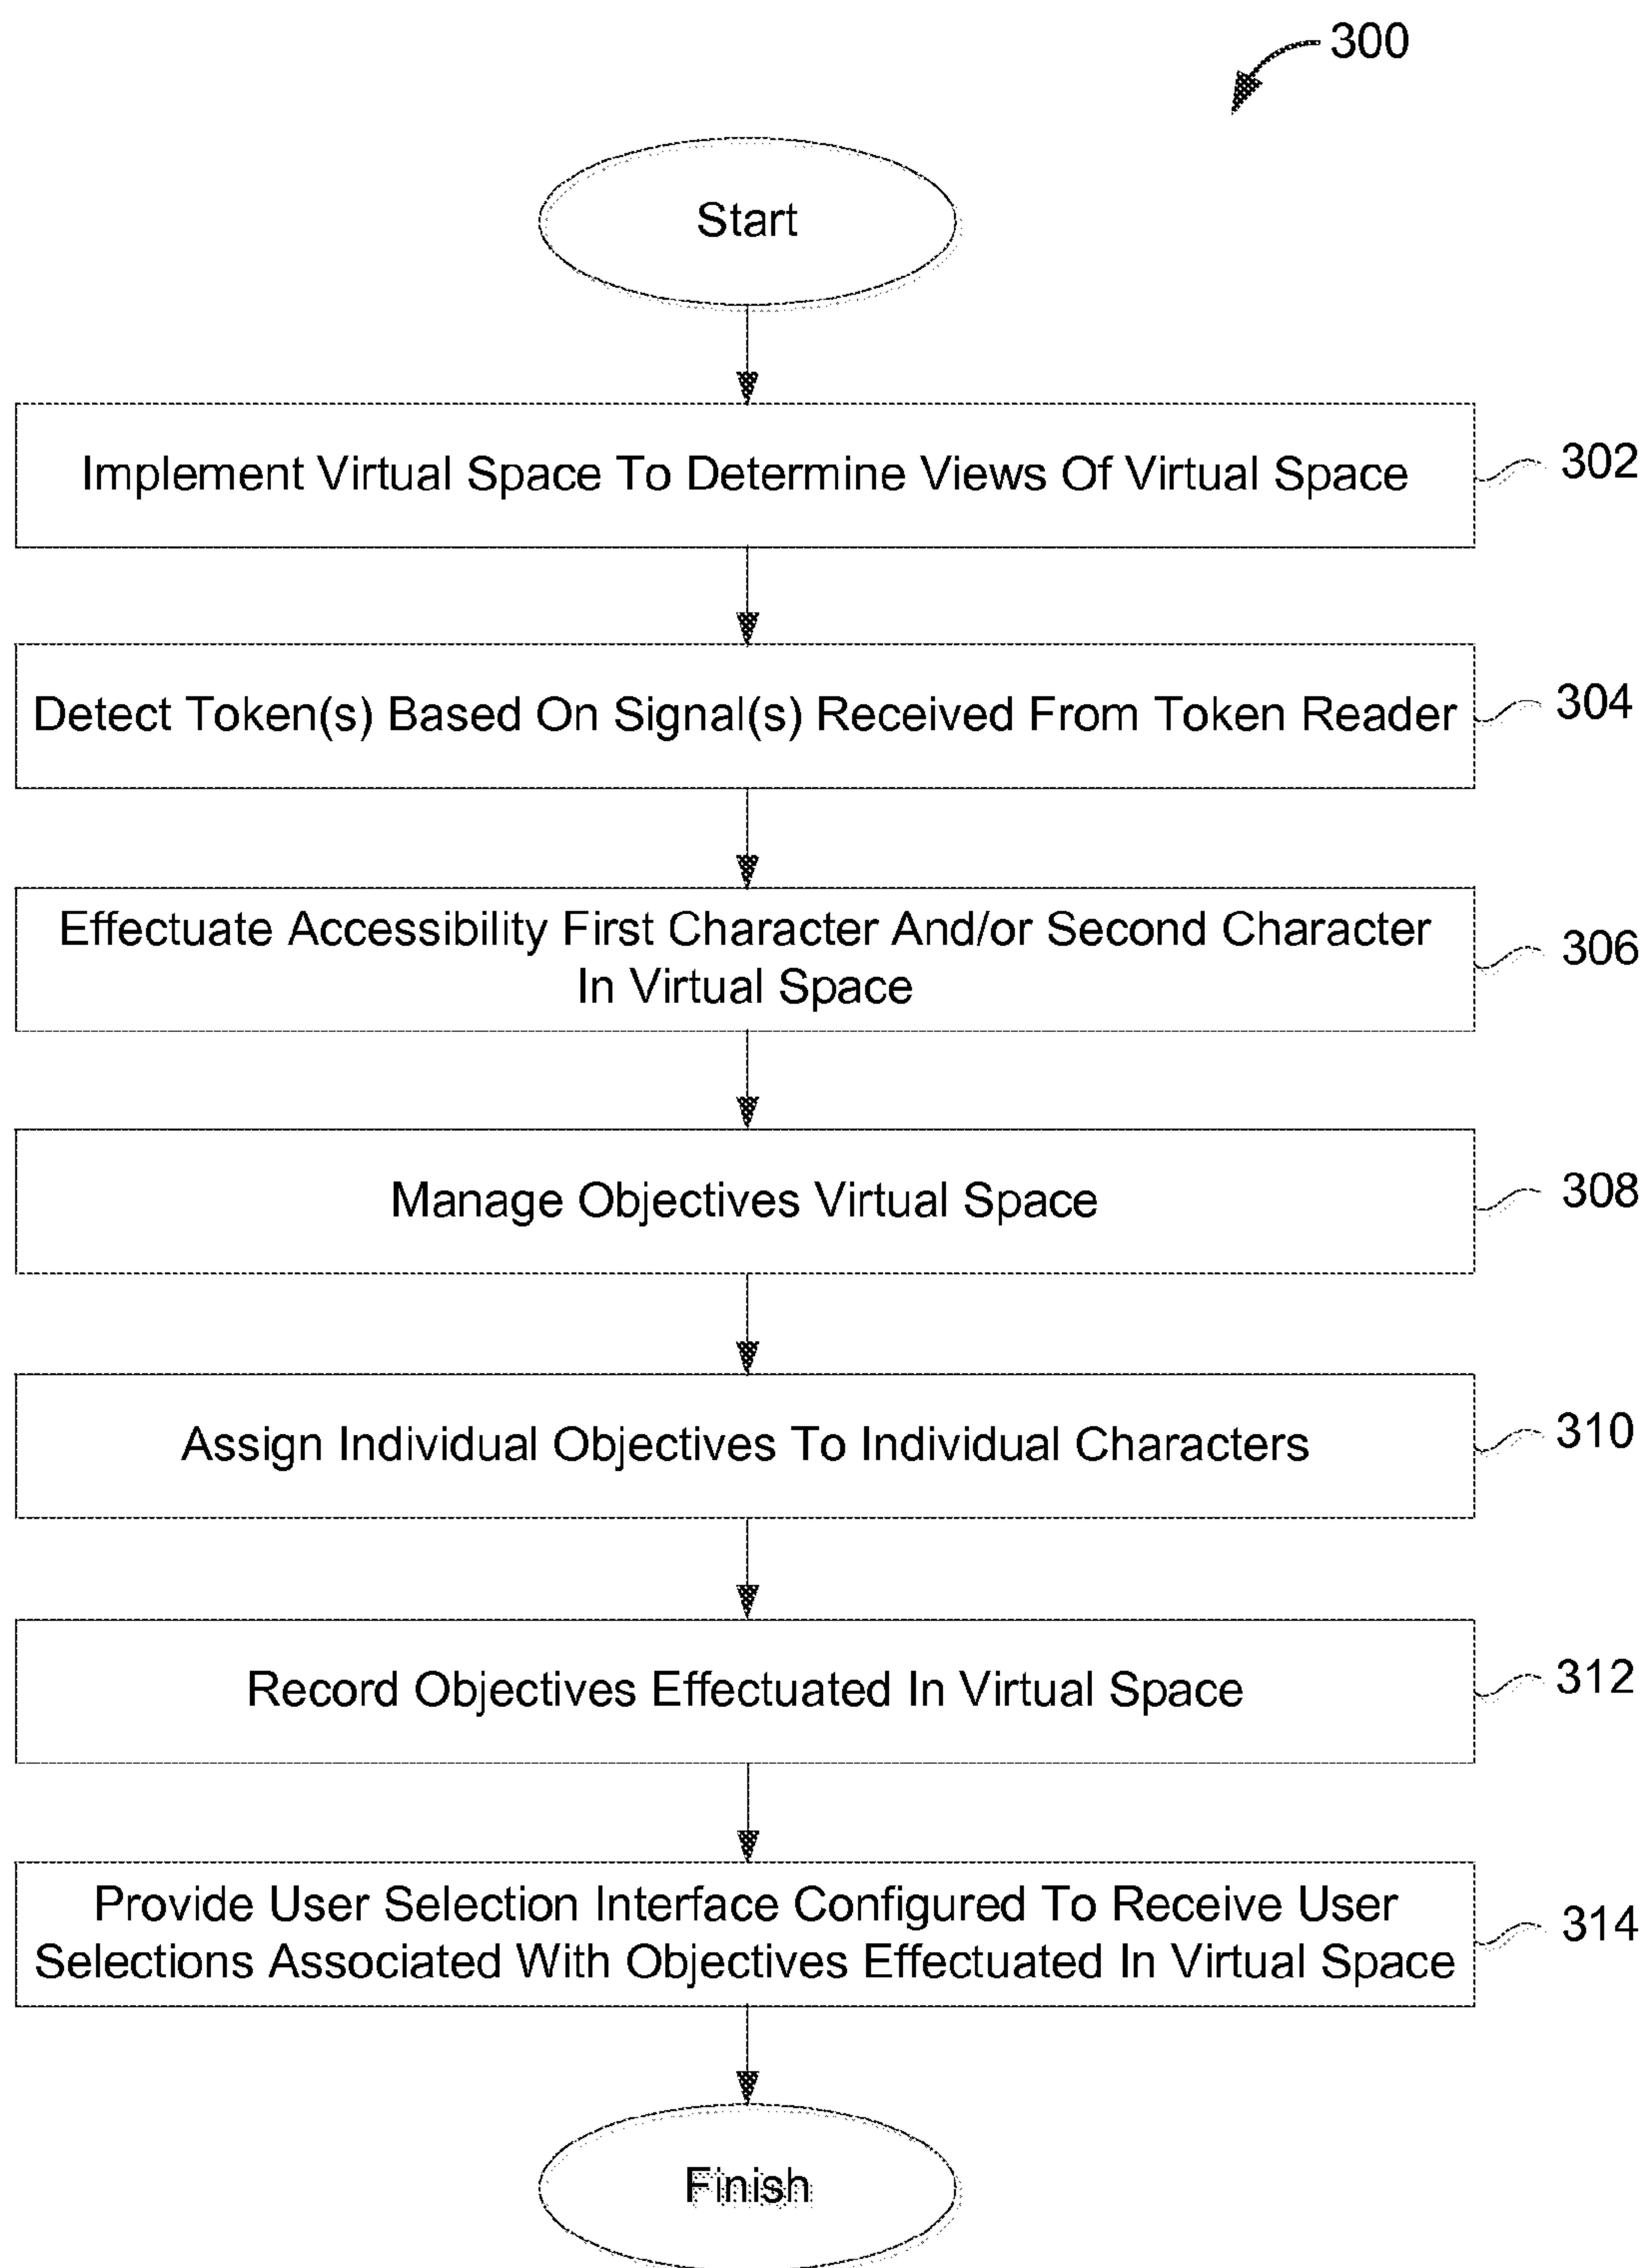 300
Start
Implement Virtual Space To Determine Views Of Virtual Space
302
Detect Token(s) Based On Signal(s) Received From Token Reader
304
Effectuate Accessibility First Character And/or Second Character
In Virtual Space
306
Manage Objectives Virtual Space
308
Assign Individual Objectives To Individual Characters
310
Record Objectives Effectuated In Virtual Space
312
Provide User Selection Interface Configured To Receive User
Selections Associated With Objectives Effectuated In Virtual Space
314
Finish